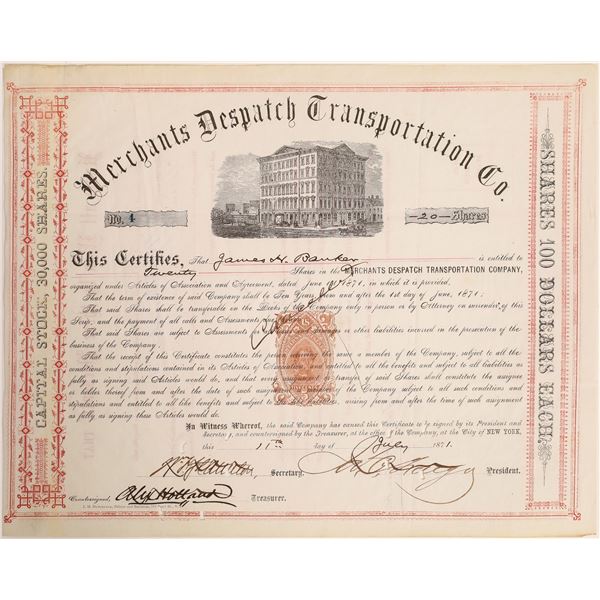 Merchants Despatch Transportation Co.
No. 4
-20- Shares
CAPITAL STOCK, 30,000 SHARES.
SHARES 100 DOLLARS EACH.
This Certifies, That James H. Banker is entitled to
Twenty Shares in the MERCHANTS DESPATCH TRANSPORTATION COMPANY,
organized under Articles of Association and Agreement, dated June 1871, in which it is provided,
That the term of existence of said Company shall be Ten Years from and after the 1st day of June, 1871:
That said Shares shall be transferable on the Books of the Company only in person or by Attorney on surrender of this
Scrip; and the payment of all calls and Assessments
That said Shares are subject to Assessments for damages or other liabilities incurred in the prosecution of the
business of the Company.
That the receipt of this Certificate constitutes the person receiving the same a member of the Company, subject to all the
conditions and stipulations contained in its Articles of Association, and entitled to all the benefits and subject to all liabilities as
fully as signing said Articles would do, and that every assignment or transfer of said Shares shall constitute the assignee
or holder thereof from and after the date of such assignment a member of the Company subject to all such conditions and
stipulations and entitled to all like benefits and subject to like liabilities, arising from and after the time of such assignment
as fully as signing these Articles would do.
In Witness Whereof, the said Company has caused this Certificate to be signed by its President and
Secretary, and countersigned by the Treasurer, at the office of the Company, at the City of NEW YORK,
this 11th day of July 1871.
Secretary. President.
Countersigned, Alex Holland Treasurer.